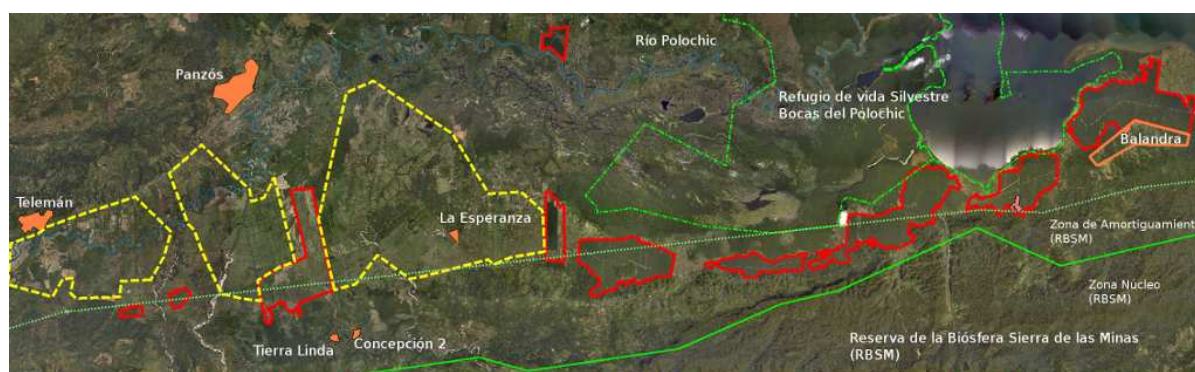 Panzós
Río Polochic
Refugio de vida Silvestre
Bocas del Polochic
Balandra
Telemán
La Esperanza
Zona de Amortiguamient
(RBSM)
Zona Núcleo
(RBSM)
Tierra Linda
Concepción 2
Reserva de la Biósfera Sierra de las Minas
(RBSM)